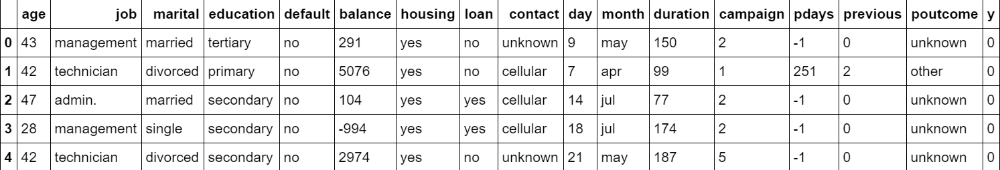 age job marital education default balance housing loan contact day month duration campaign pdays previous poutcome y
0 43 management married tertiary no 291 yes no unknown 9 may 150 2 -1 0 unknown 0
1 42 technician divorced primary no 5076 yes no cellular 7 apr 99 1 251 2 other 0
2 47 admin. married secondary no 104 yes yes cellular 14 jul 77 2 -1 0 unknown 0
3 28 management single secondary no -994 yes yes cellular 18 jul 174 2 -1 0 unknown 0
4 42 technician divorced secondary no 2974 yes no unknown 21 may 187 5 -1 0 unknown 0